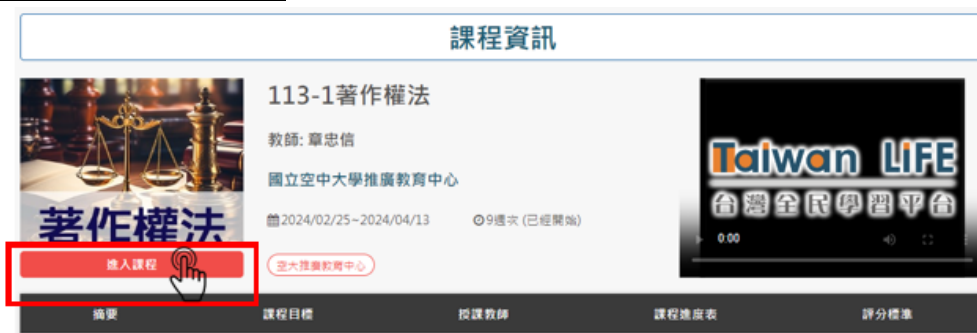 課程資訊
著作權法
進入課程
113-1著作權法
教師: 章忠信
國立空中大學推廣教育中心
2024/02/25~2024/04/13 9週次 (已經開始)
空大推廣教育中心
Taiwan LiFE
台灣全民學習平台
0:00
摘要 課程目標 授課教師 課程進度表 評分標準